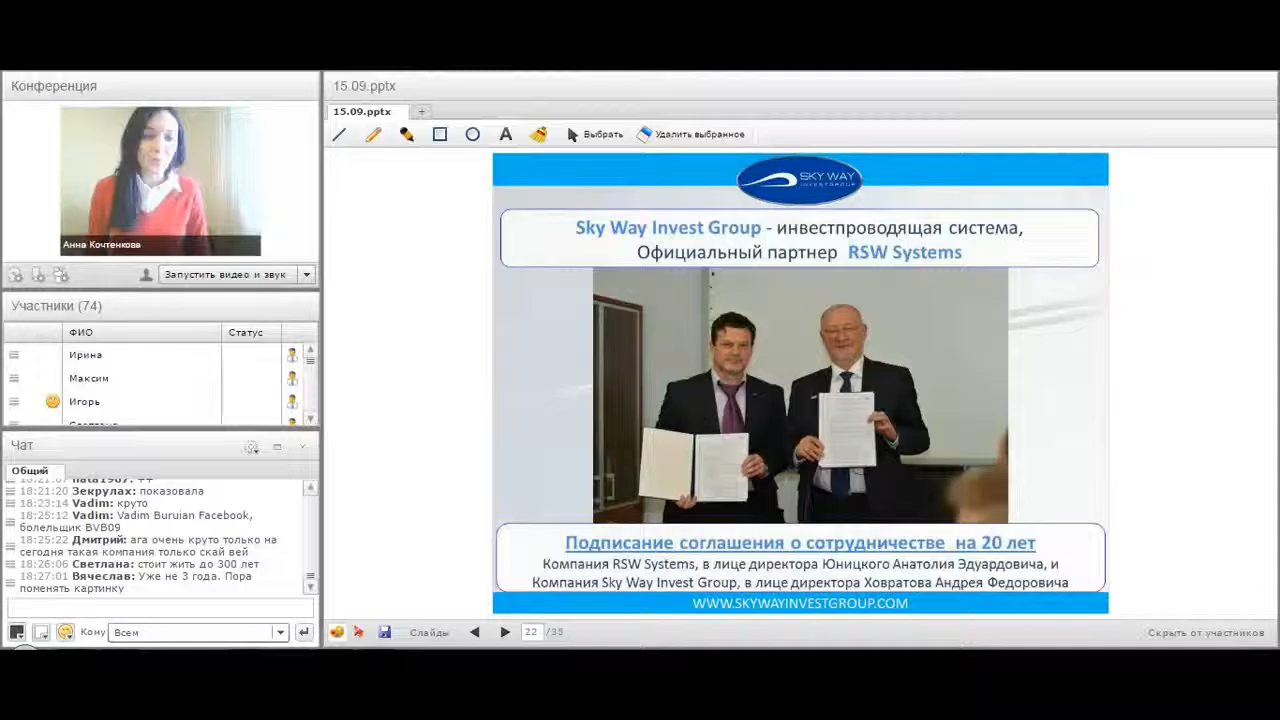 Конференция
Анна Кочтенкова
Запустить видео и звук
Участники (74)
ФИО
Статус
Ирина
Максим
Игорь
Чат
Общий
18:21:20 Зекрулах: показовала
18:23:14 Vadim: круто
18:25:12 Vadim: Vadim Buruian Facebook,
болельщик BVB09
18:25:22 Дмитрий: ага очень круто только на
сегодня такая компания только скай вей
18:26:06 Светлана: стоит жить до 300 лет
18:27:01 Вячеслав: Уже не 3 года. Пора
поменять картинку
Кому
Всем
15.09.pptx
15.09.pptx
+
A
Выбрать
Удалить выбранное
SKY WAY
INVESTGROUP
Sky Way Invest Group - инвестпроводящая система,
Официальный партнер RSW Systems
Подписание соглашения о сотрудничестве на 20 лет
Компания RSW Systems, в лице директора Юницкого Анатолия Эдуардовича, и
Компания Sky Way Invest Group, в лице директора Ховратова Андрея Федоровича
WWW.SKYWAYINVESTGROUP.COM
Слайды
22 /35
Скрыть от участников